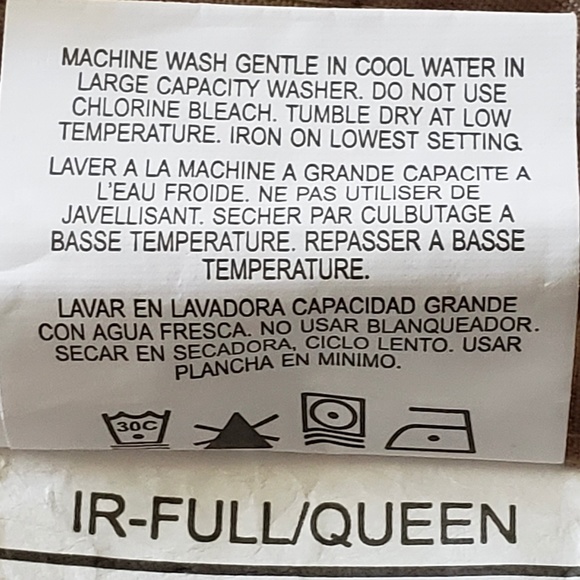 MACHINE WASH GENTLE IN COOL WATER IN
LARGE CAPACITY WASHER. DO NOT USE
CHLORINE BLEACH. TUMBLE DRY AT LOW
TEMPERATURE. IRON ON LOWEST SETTING.
LAVER A LA MACHINE A GRANDE CAPACITE A
L'EAU FROIDE. NE PAS UTILISER DE
JAVELLISANT. SECHER PAR CULBUTAGE A
BASSE TEMPERATURE. REPASSER A BASSE
TEMPERATURE.
LAVAR EN LAVADORA CAPACIDAD GRANDE
CON AGUA FRESCA. NO USAR BLANQUEADOR.
SECAR EN SECADORA, CICLO LENTO. USAR
PLANCHA EN MINIMO.
30C
IR-FULL/QUEEN